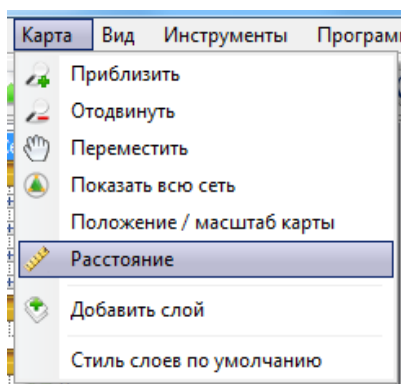 Карта Вид Инструменты Програм
Приблизить
Отодвинуть
Переместить
Показать всю сеть
Положение / масштаб карты
Расстояние
Добавить слой
Стиль слоев по умолчанию